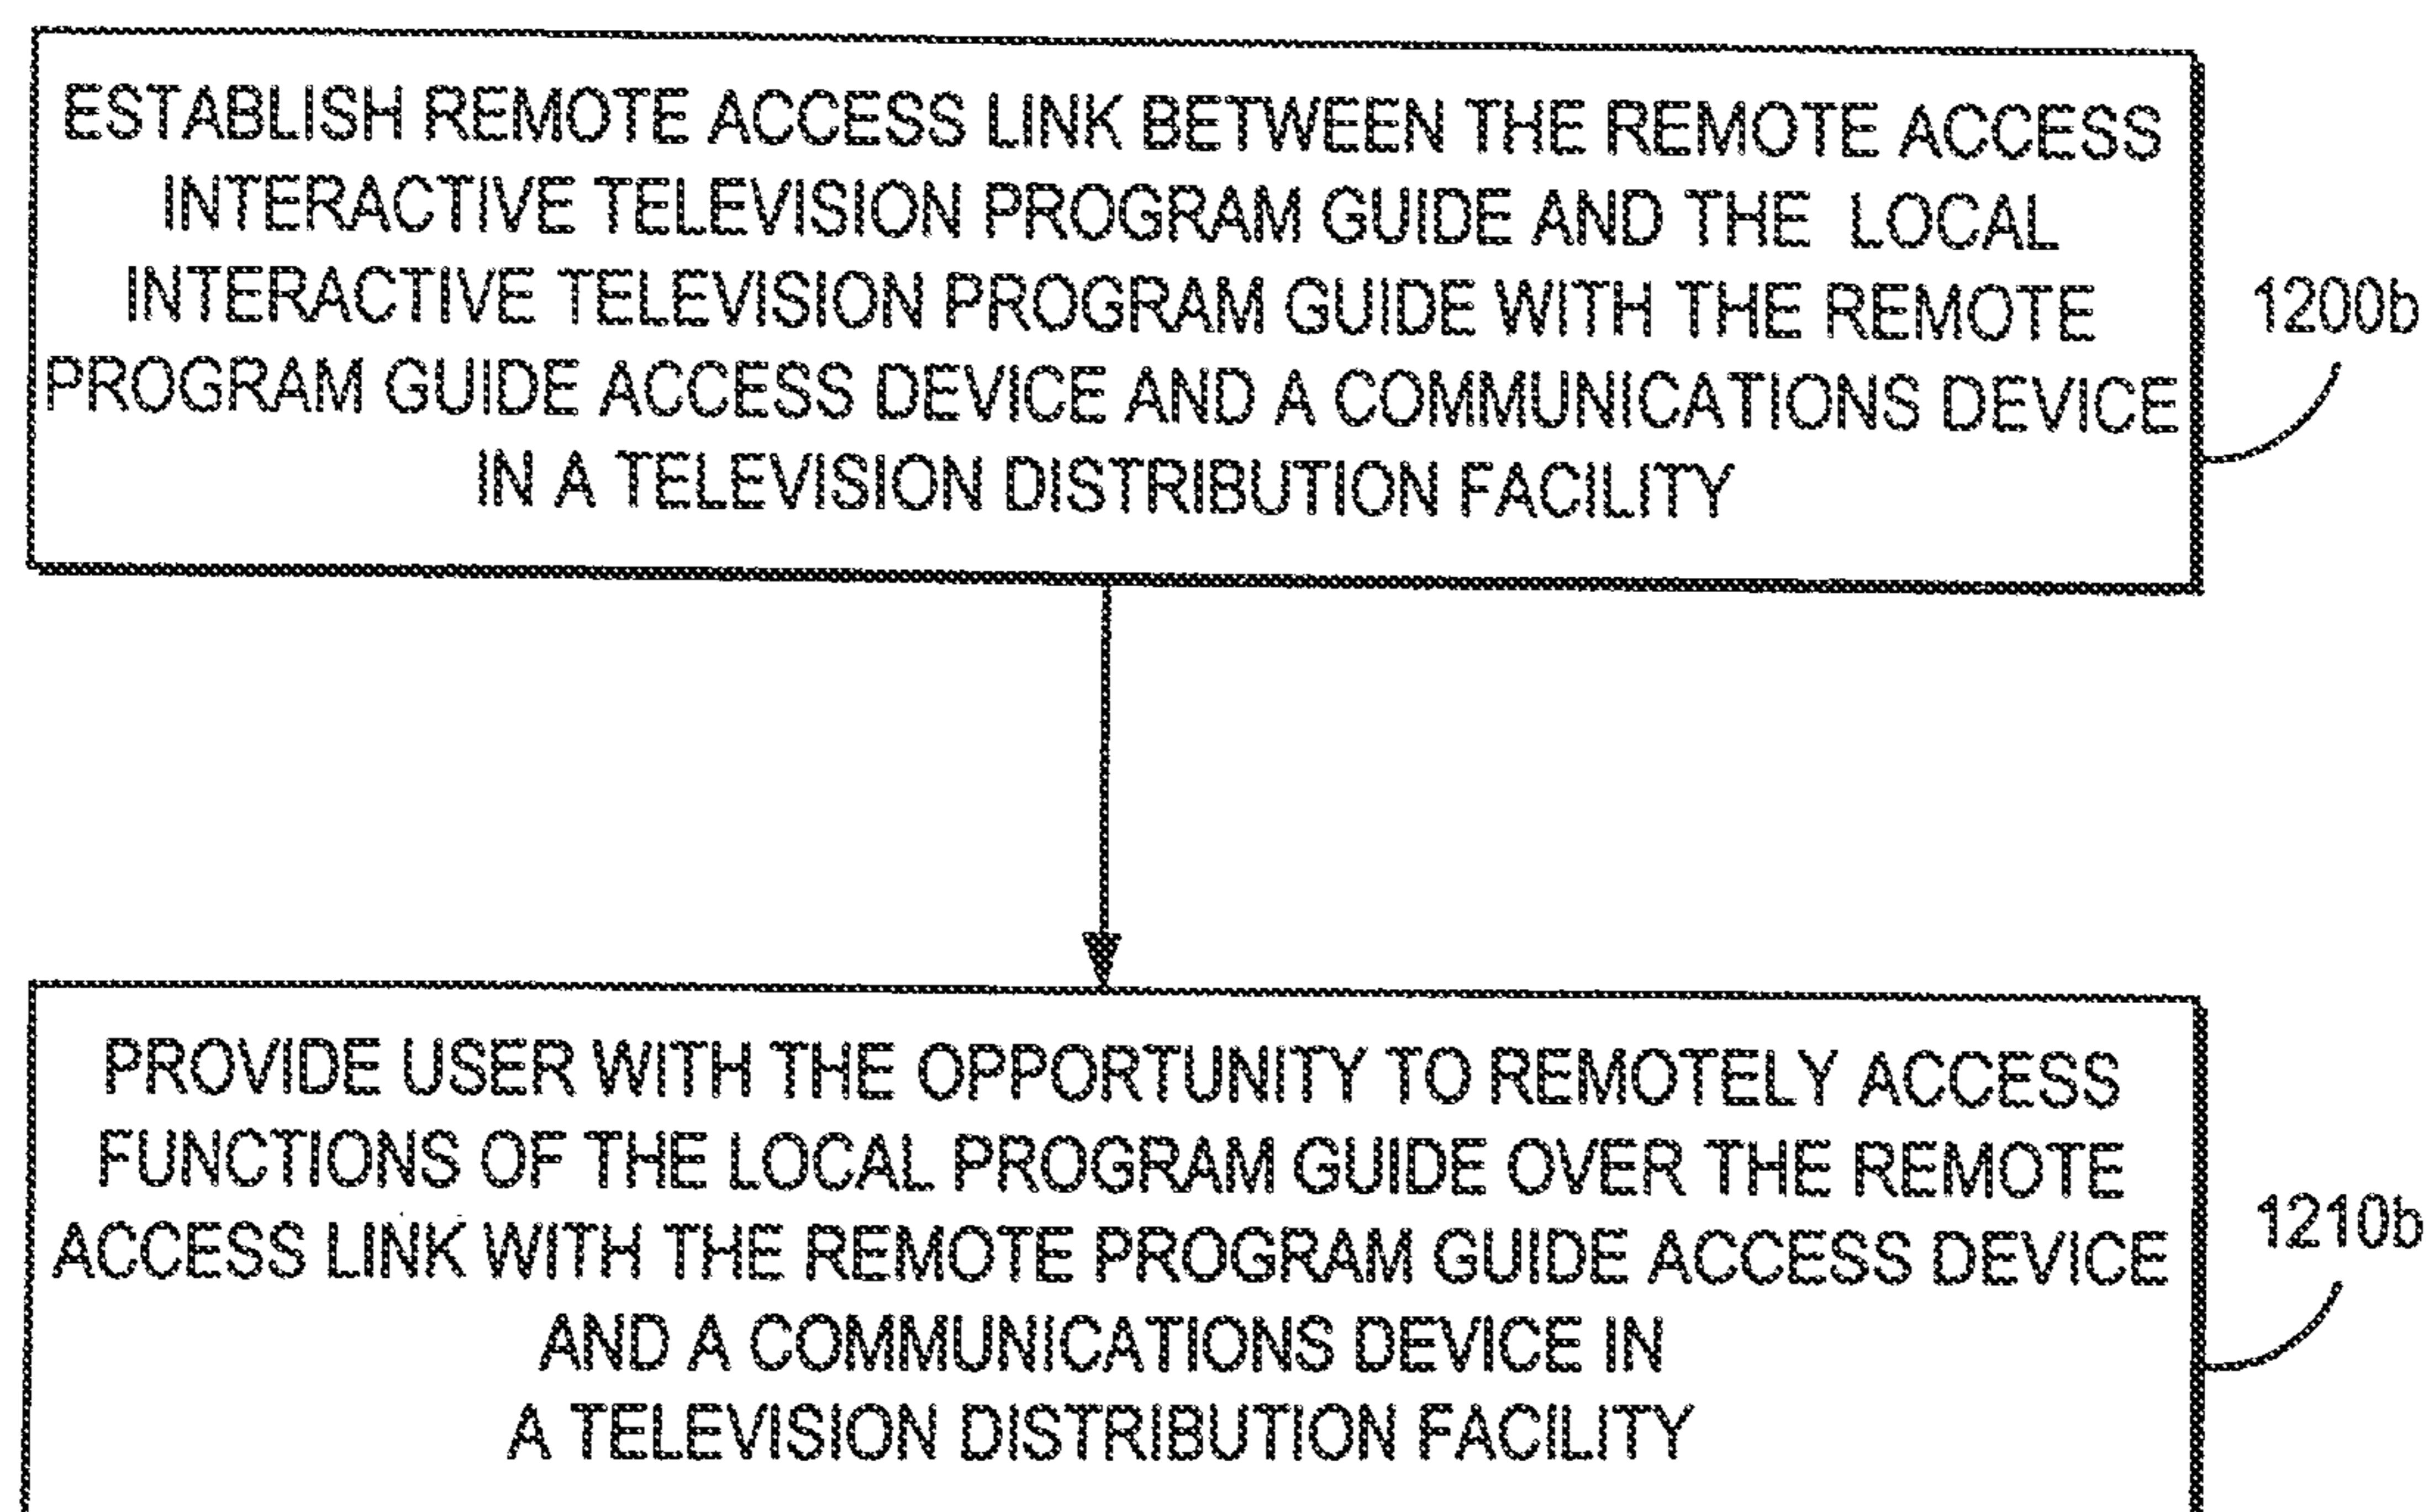 ESTABLISH REMOTE ACCESS LINK BETWEEN THE REMOTE ACCESS
INTERACTIVE TELEVISION PROGRAM GUIDE AND THE LOCAL
INTERACTIVE TELEVISION PROGRAM GUIDE WITH THE REMOTE
PROGRAM GUIDE ACCESS DEVICE AND A COMMUNICATIONS DEVICE
IN A TELEVISION DISTRIBUTION FACILITY
1200b
PROVIDE USER WITH THE OPPORTUNITY TO REMOTELY ACCESS
FUNCTIONS OF THE LOCAL PROGRAM GUIDE OVER THE REMOTE
ACCESS LINK WITH THE REMOTE PROGRAM GUIDE ACCESS DEVICE
AND A COMMUNICATIONS DEVICE IN
A TELEVISION DISTRIBUTION FACILITY
1210b